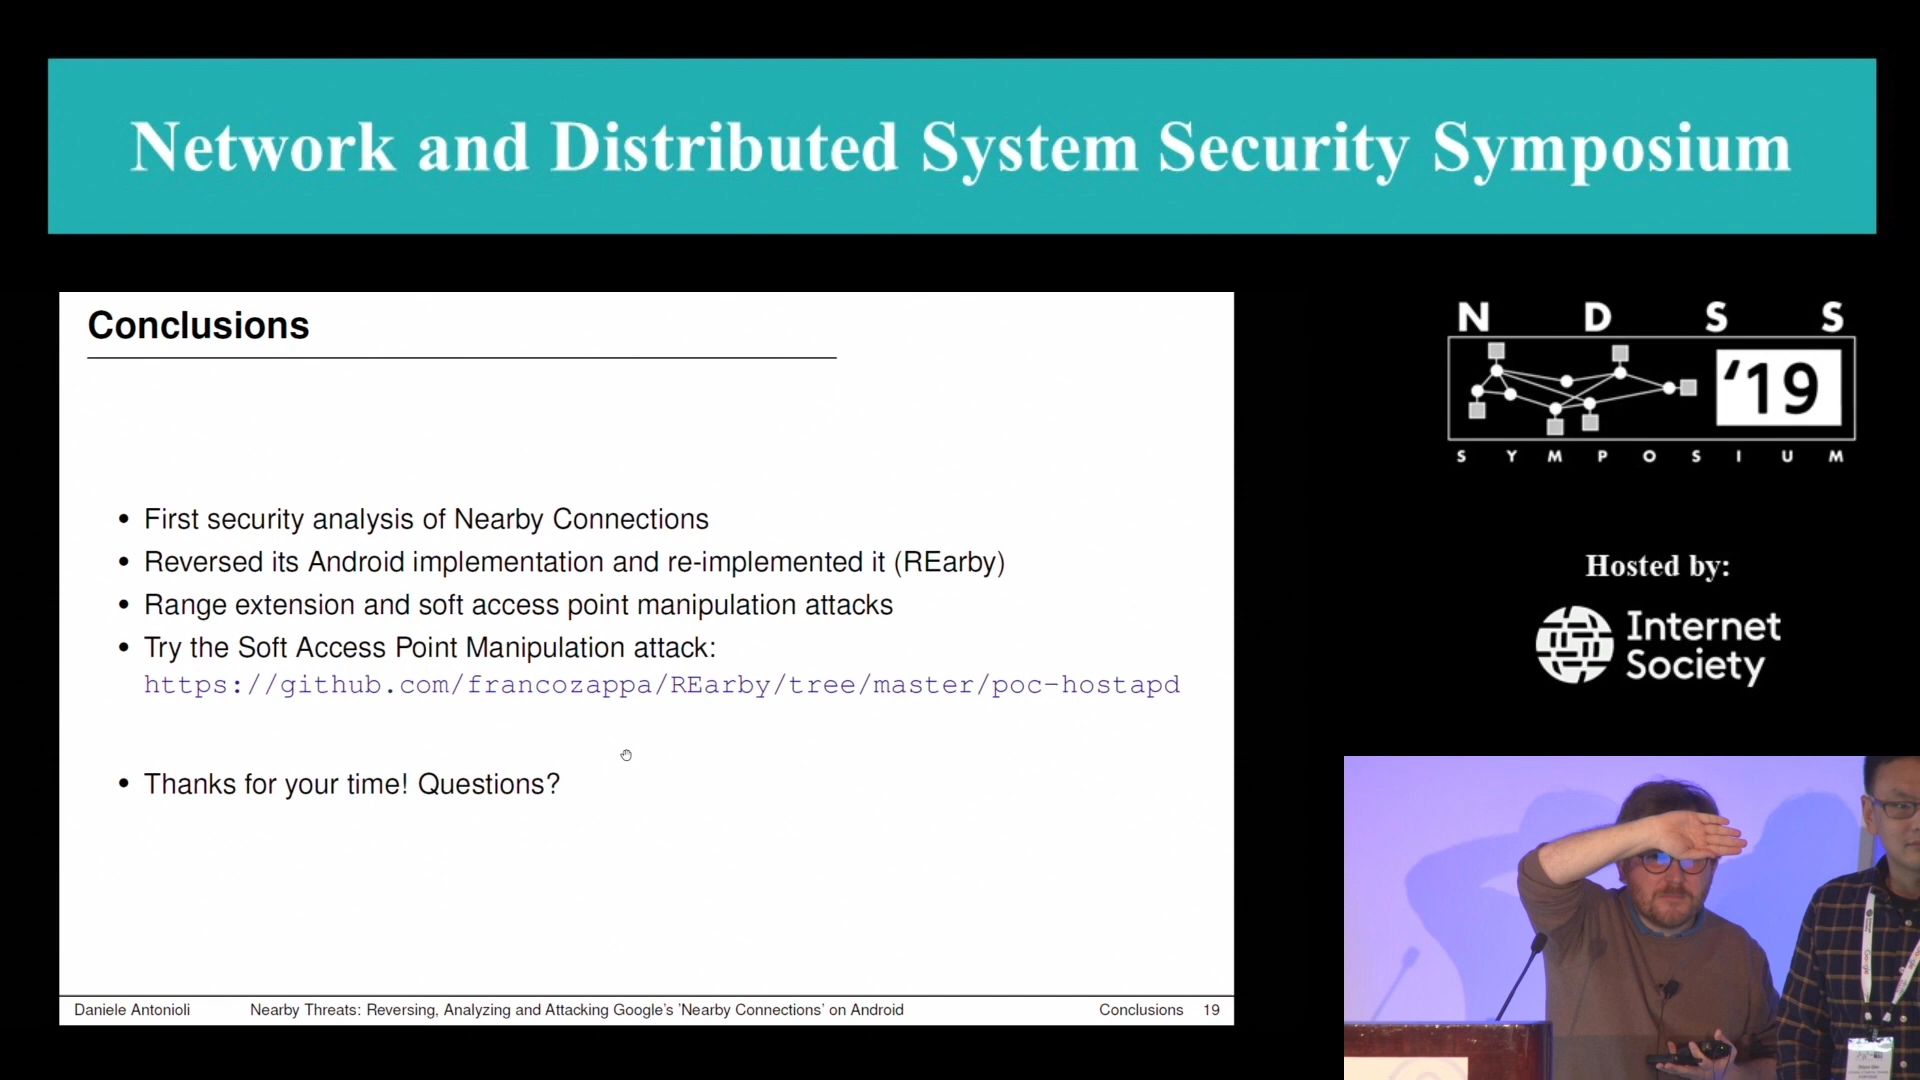 Network and Distributed System Security Symposium
Conclusions
• First security analysis of Nearby Connections
• Reversed its Android implementation and re-implemented it (REarby)
• Range extension and soft access point manipulation attacks
• Try the Soft Access Point Manipulation attack:
https://github.com/francozappa/REarby/tree/master/poc-hostapd
• Thanks for your time! Questions?
Daniele Antonioli Nearby Threats: Reversing, Analyzing and Attacking Google's 'Nearby Connections' on Android Conclusions 19
N D S S
'19
S Y M P O S I U M
Hosted by:
Internet
Society
Google